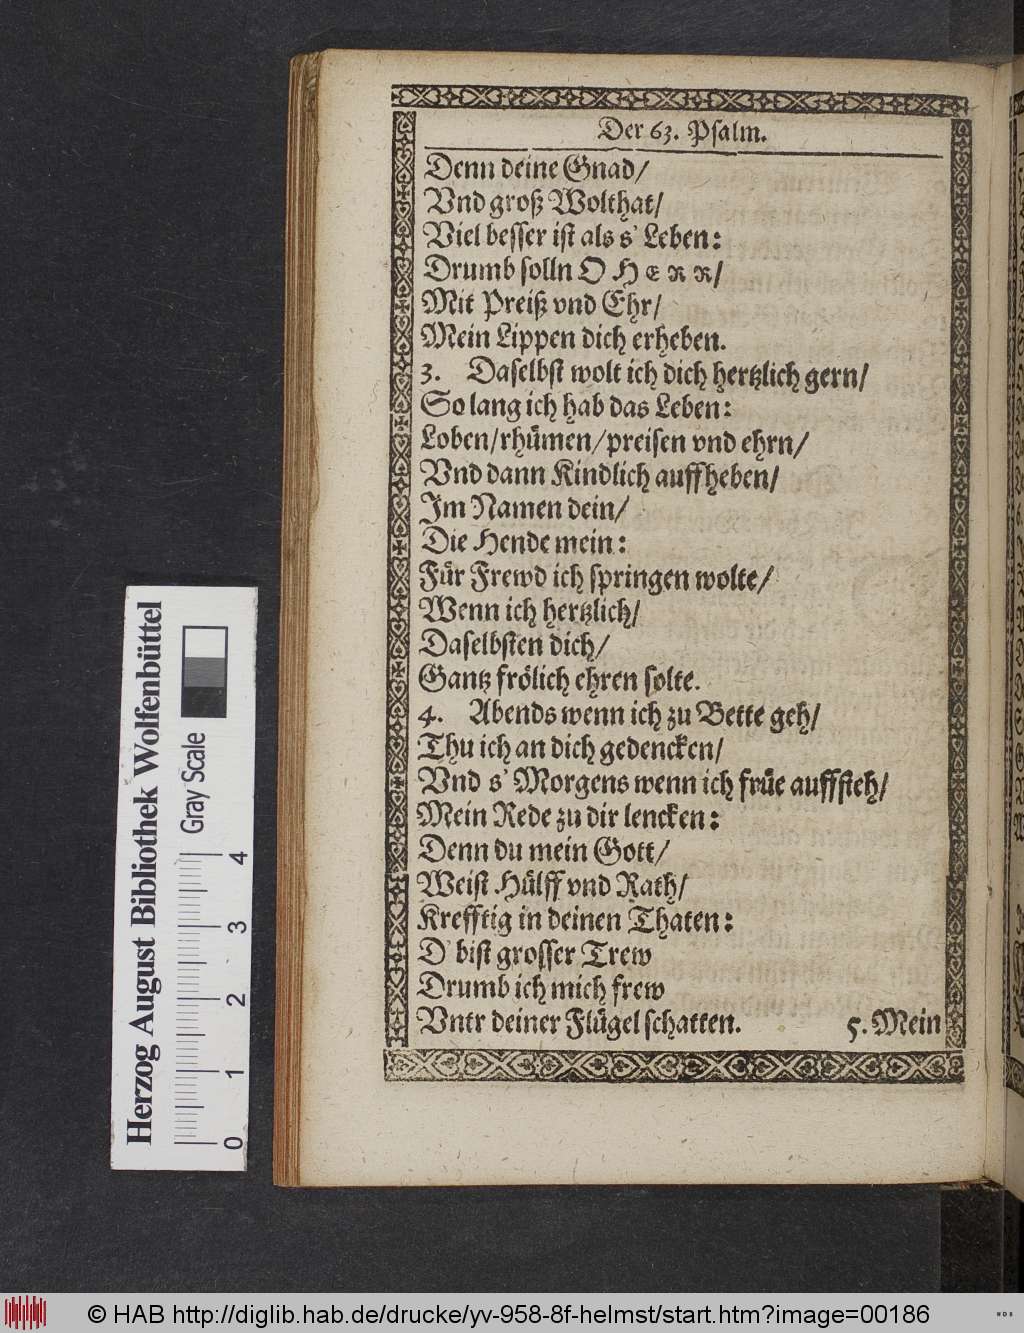 Der 63. Psalm.
Denn deine Gnad/
Vnd groß Wolthat/
Viel besser ist als s' Leben:
Drumb solln O HERR/
Mit Preiß vnd Ehr/
Mein Lippen dich erheben.
3. Daselbst wolt ich dich hertzlich gern/
So lang ich hab das Leben:
Loben/rhümen/preisen vnd ehrn/
Vnd dann Kindlich auffheben/
Im Namen dein/
Die Hende mein:
Für Frewd ich springen wolte/
Wenn ich hertzlich/
Daselbsten dich/
Gantz frölich ehren solte.
4. Abends wenn ich zu Bette geh/
Thu ich an dich gedencken/
Vnd s' Morgens wenn ich früe auffsteh/
Mein Rede zu dir lencken:
Denn du mein Gott/
Weist Hülff vnd Rath/
Krefftig in deinen Thaten:
D' bist grosser Trew
Drumb ich mich frew
Vntr deiner Flügel schatten. 5. Mein
Herzog August Bibliothek Wolfenbüttel
Gray Scale
0 1 2 3 4
© HAB http://diglib.hab.de/drucke/yv-958-8f-helmst/start.htm?image=00186